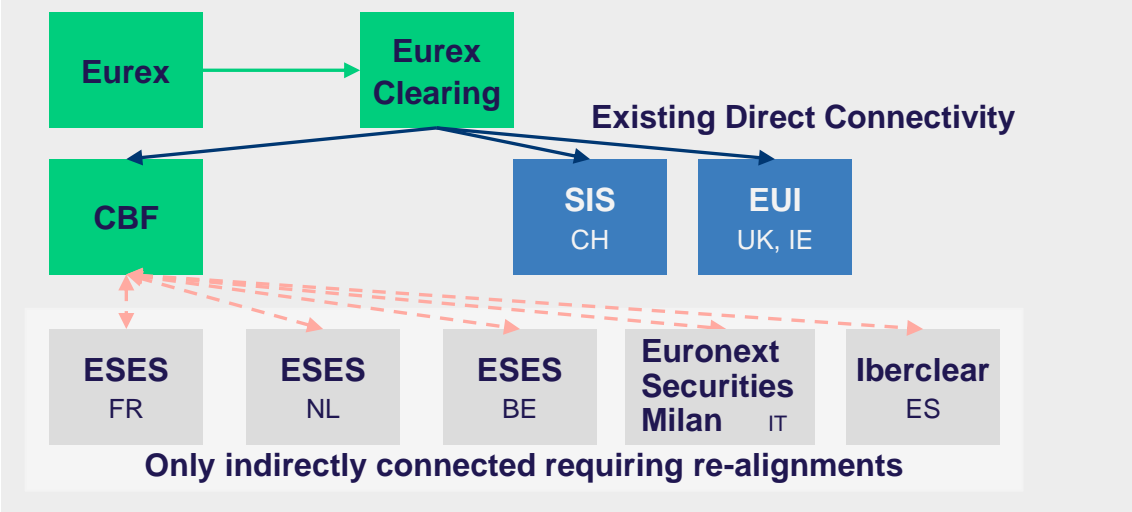 Eurex
Eurex
Clearing
Existing Direct Connectivity
CBF
SIS
CH
EUI
UK, IE
ESES
FR
ESES
NL
ESES
BE
Euronext
Securities
Milan IT
Iberclear
ES
Only indirectly connected requiring re-alignments